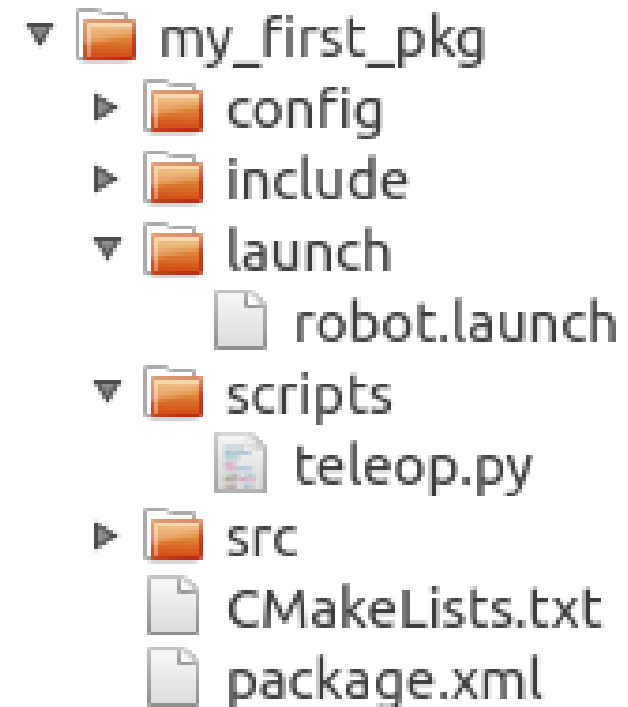 my_first_pkg
config
include
launch
robot.launch
scripts
teleop.py
src
CMakeLists.txt
package.xml